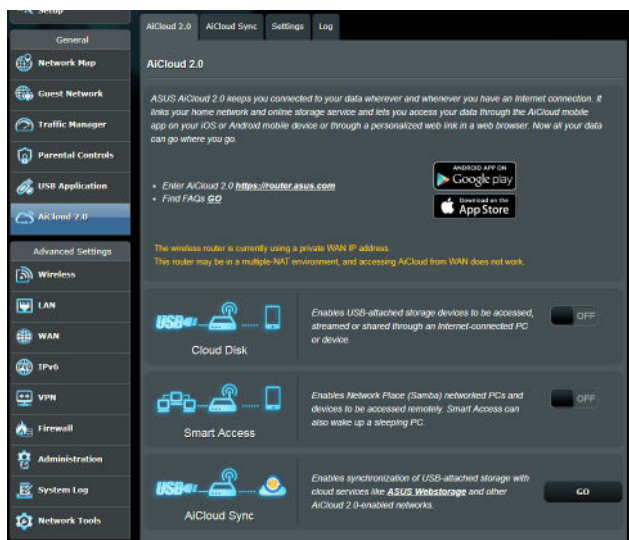 Setup
General
Network Map
Guest Network
Traffic Manager
Parental Controls
USB Application
AiCloud 2.0
Advanced Settings
Wireless
LAN
WAN
IPv6
VPN
Firewall
Administration
System Log
Network Tools
AiCloud 2.0 AiCloud Sync Settings Log
AiCloud 2.0
ASUS AiCloud 2.0 keeps you connected to your data wherever and whenever you have an Internet connection. It
links your home network and online storage service and lets you access your data through the AiCloud mobile
app on your iOS or Android mobile device or through a personalized web link in a web browser. Now all your data
can go where you go.
ANDROID APP ON
Google play
• Enter AiCloud 2.0 https://router.asus.com
• Find FAQs GO
Download on the
App Store
The wireless router is currently using a private WAN IP address.
This router may be in a multiple-NAT environment, and accessing AiCloud from WAN does not work.
USB
Cloud Disk
Enables USB-attached storage devices to be accessed,
streamed or shared through an Internet-connected PC
or device.
OFF
Smart Access
Enables Network Place (Samba) networked PCs and
devices to be accessed remotely. Smart Access can
also wake up a sleeping PC.
OFF
USB
AiCloud Sync
Enables synchronization of USB-attached storage with
cloud services like ASUS Webstorage and other
AiCloud 2.0-enabled networks.
GO